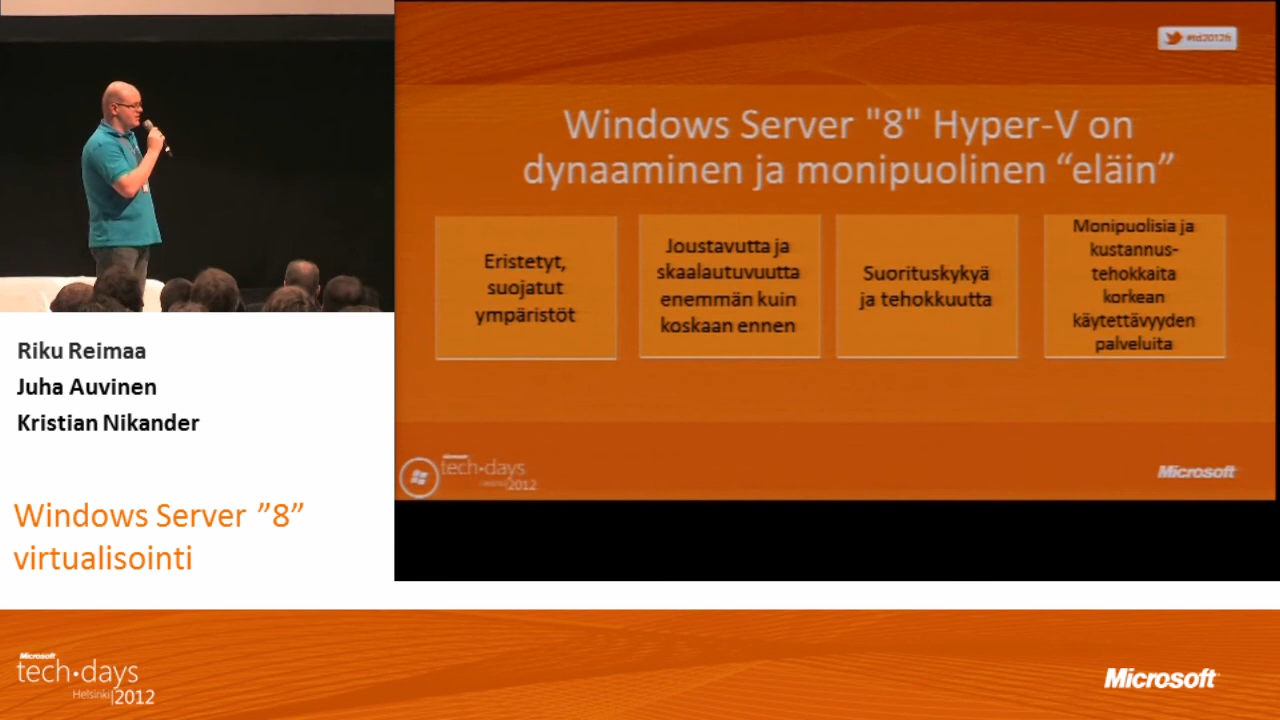 #td2012fi
Windows Server "8" Hyper-V on
dynaaminen ja monipuolinen “eläin”
Eristetyt,
suojatut
ympäristöt
Joustavutta ja
skaalautuvuutta
enemmän kuin
koskaan ennen
Suorituskykyä
ja tehokkuutta
Monipuolisia ja
kustannus-
tehokkaita
korkean
käytettävyyden
palveluita
Microsoft
tech•days
Helsinki|2012
Microsoft
Riku Reimaa
Juha Auvinen
Kristian Nikander
Windows Server ”8”
virtualisointi
Microsoft
tech•days
Helsinki|2012
Microsoft